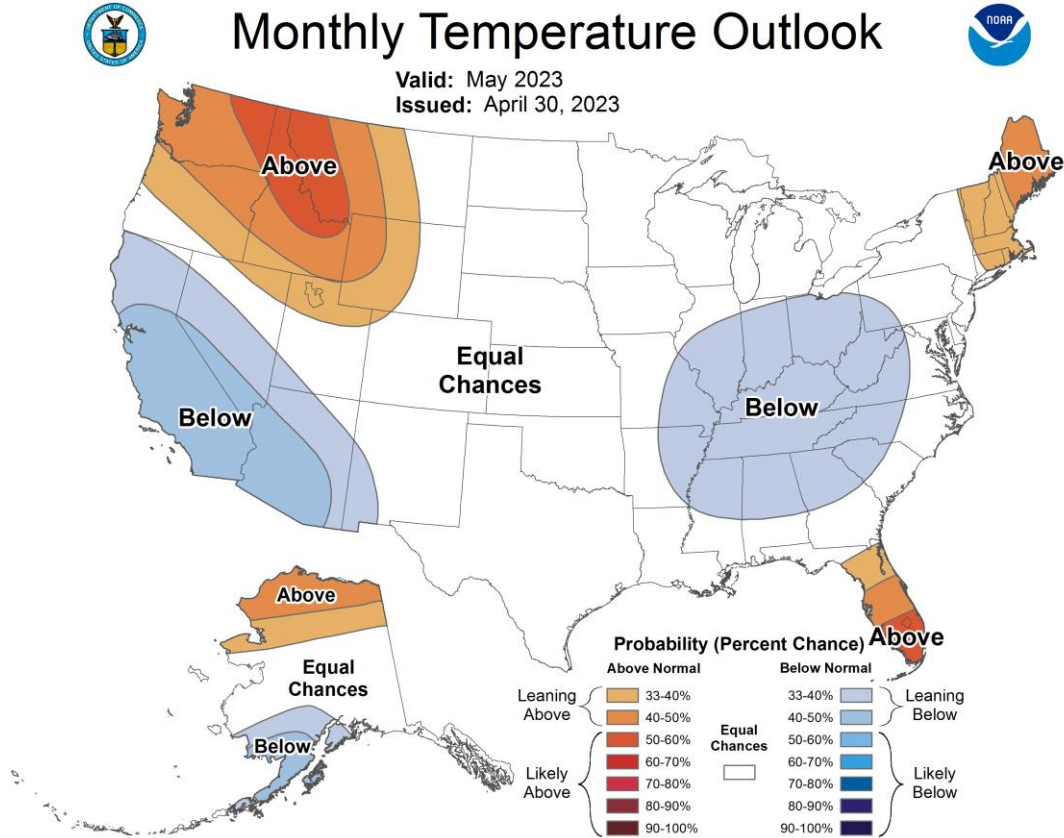 Monthly Temperature Outlook
NOAA
Valid: May 2023
Issued: April 30, 2023
Above
Above
Equal
Chances
Below
Below
Above
Equal
Chances
Below
Above
Probability (Percent Chance)
Above Normal
Below Normal
Leaning
Above
33-40%
40-50%
Likely
Above
50-60%
60-70%
70-80%
80-90%
90-100%
Equal
Chances
33-40%
40-50%
Leaning
Below
50-60%
60-70%
70-80%
80-90%
90-100%
Likely
Below